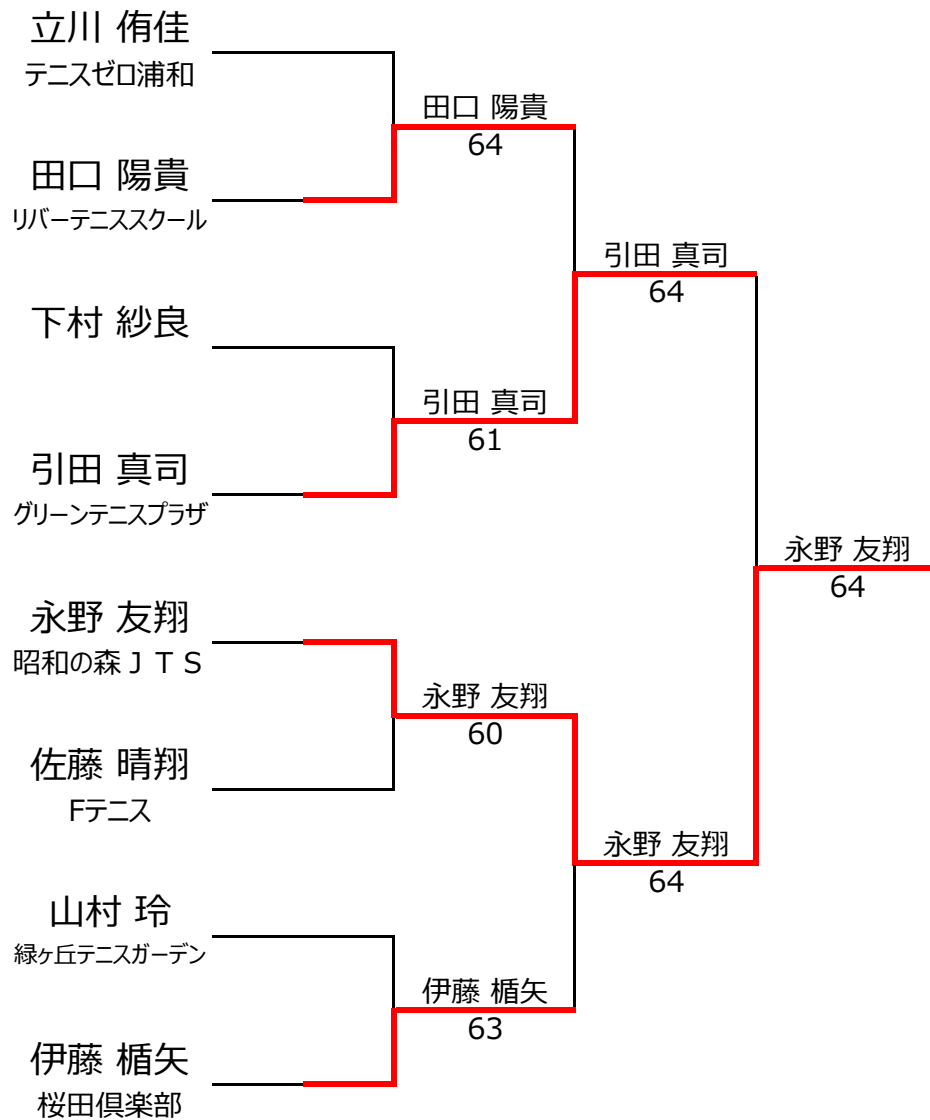 立川 侑佳
テニスゼロ浦和
田口 陽貴
64
田口 陽貴
リバーテニススクール
引田 真司
64
下村 紗良
引田 真司
61
引田 真司
グリーンテニスプラザ
永野 友翔
64
永野 友翔
昭和の森ＪＴＳ
永野 友翔
60
佐藤 晴翔
Fテニス
永野 友翔
64
山村 玲
緑ヶ丘テニスガーデン
伊藤 楯矢
63
伊藤 楯矢
桜田倶楽部